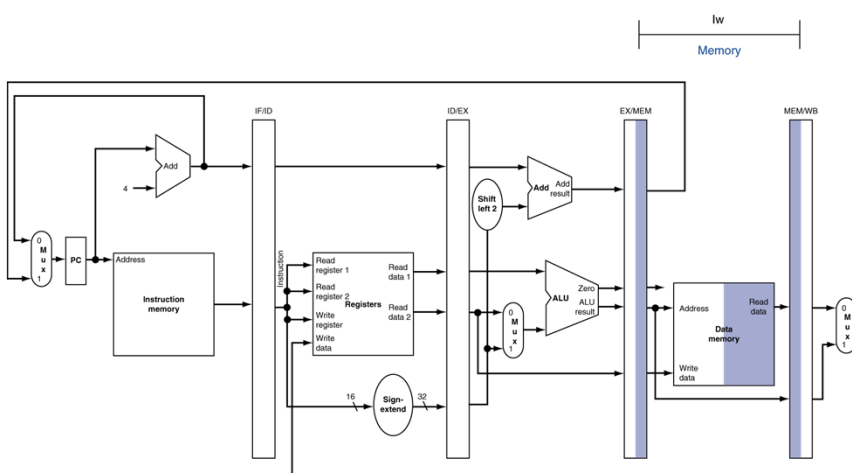 lw
Memory
IF/ID
ID/EX
EX/MEM
MEM/WB
Add
4
Shift
left 2
Add
Add
result
0
M
u
x
1
PC
Address
Instruction
memory
Instruction
Read
register 1
Read
register 2
Write
register
Write
data
Registers
Read
data 1
Read
data 2
0
M
u
x
1
Zero
ALU
ALU
result
Address
Write
data
Data
memory
Read
data
0
M
u
x
1
16
Sign-
extend
32